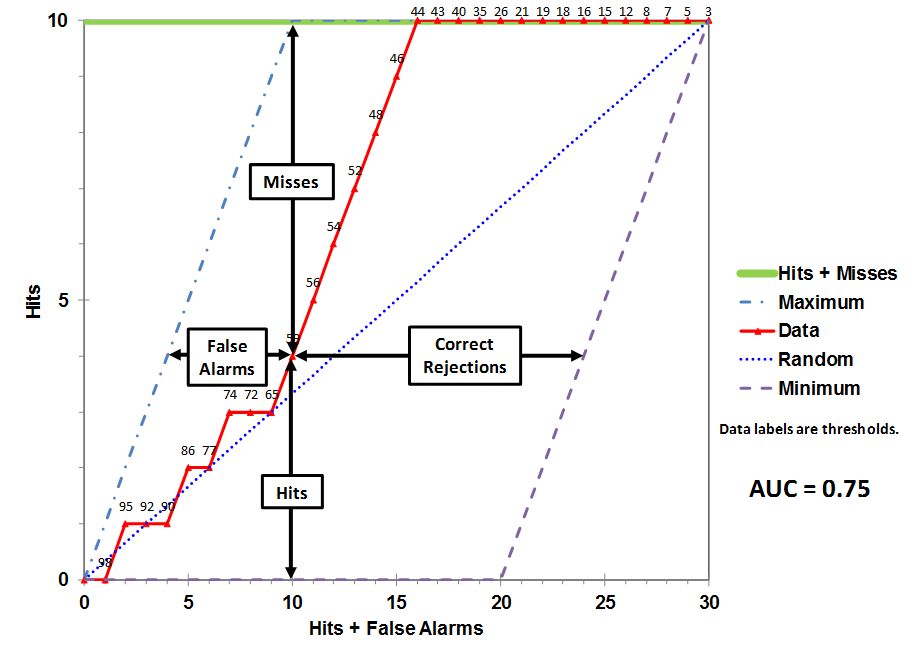 10
44 43 40 35 26 21 19 18 16 15 12 8 7 5 3
46
48
Misses
52
54
56
Hits
5
Hits + Misses
Maximum
Data
Random
Minimum
False
Alarms
Correct
Rejections
74 72 65
Data labels are thresholds.
86 77
Hits
AUC = 0.75
95 92 90
98
0
0 5 10 15 20 25 30
Hits + False Alarms